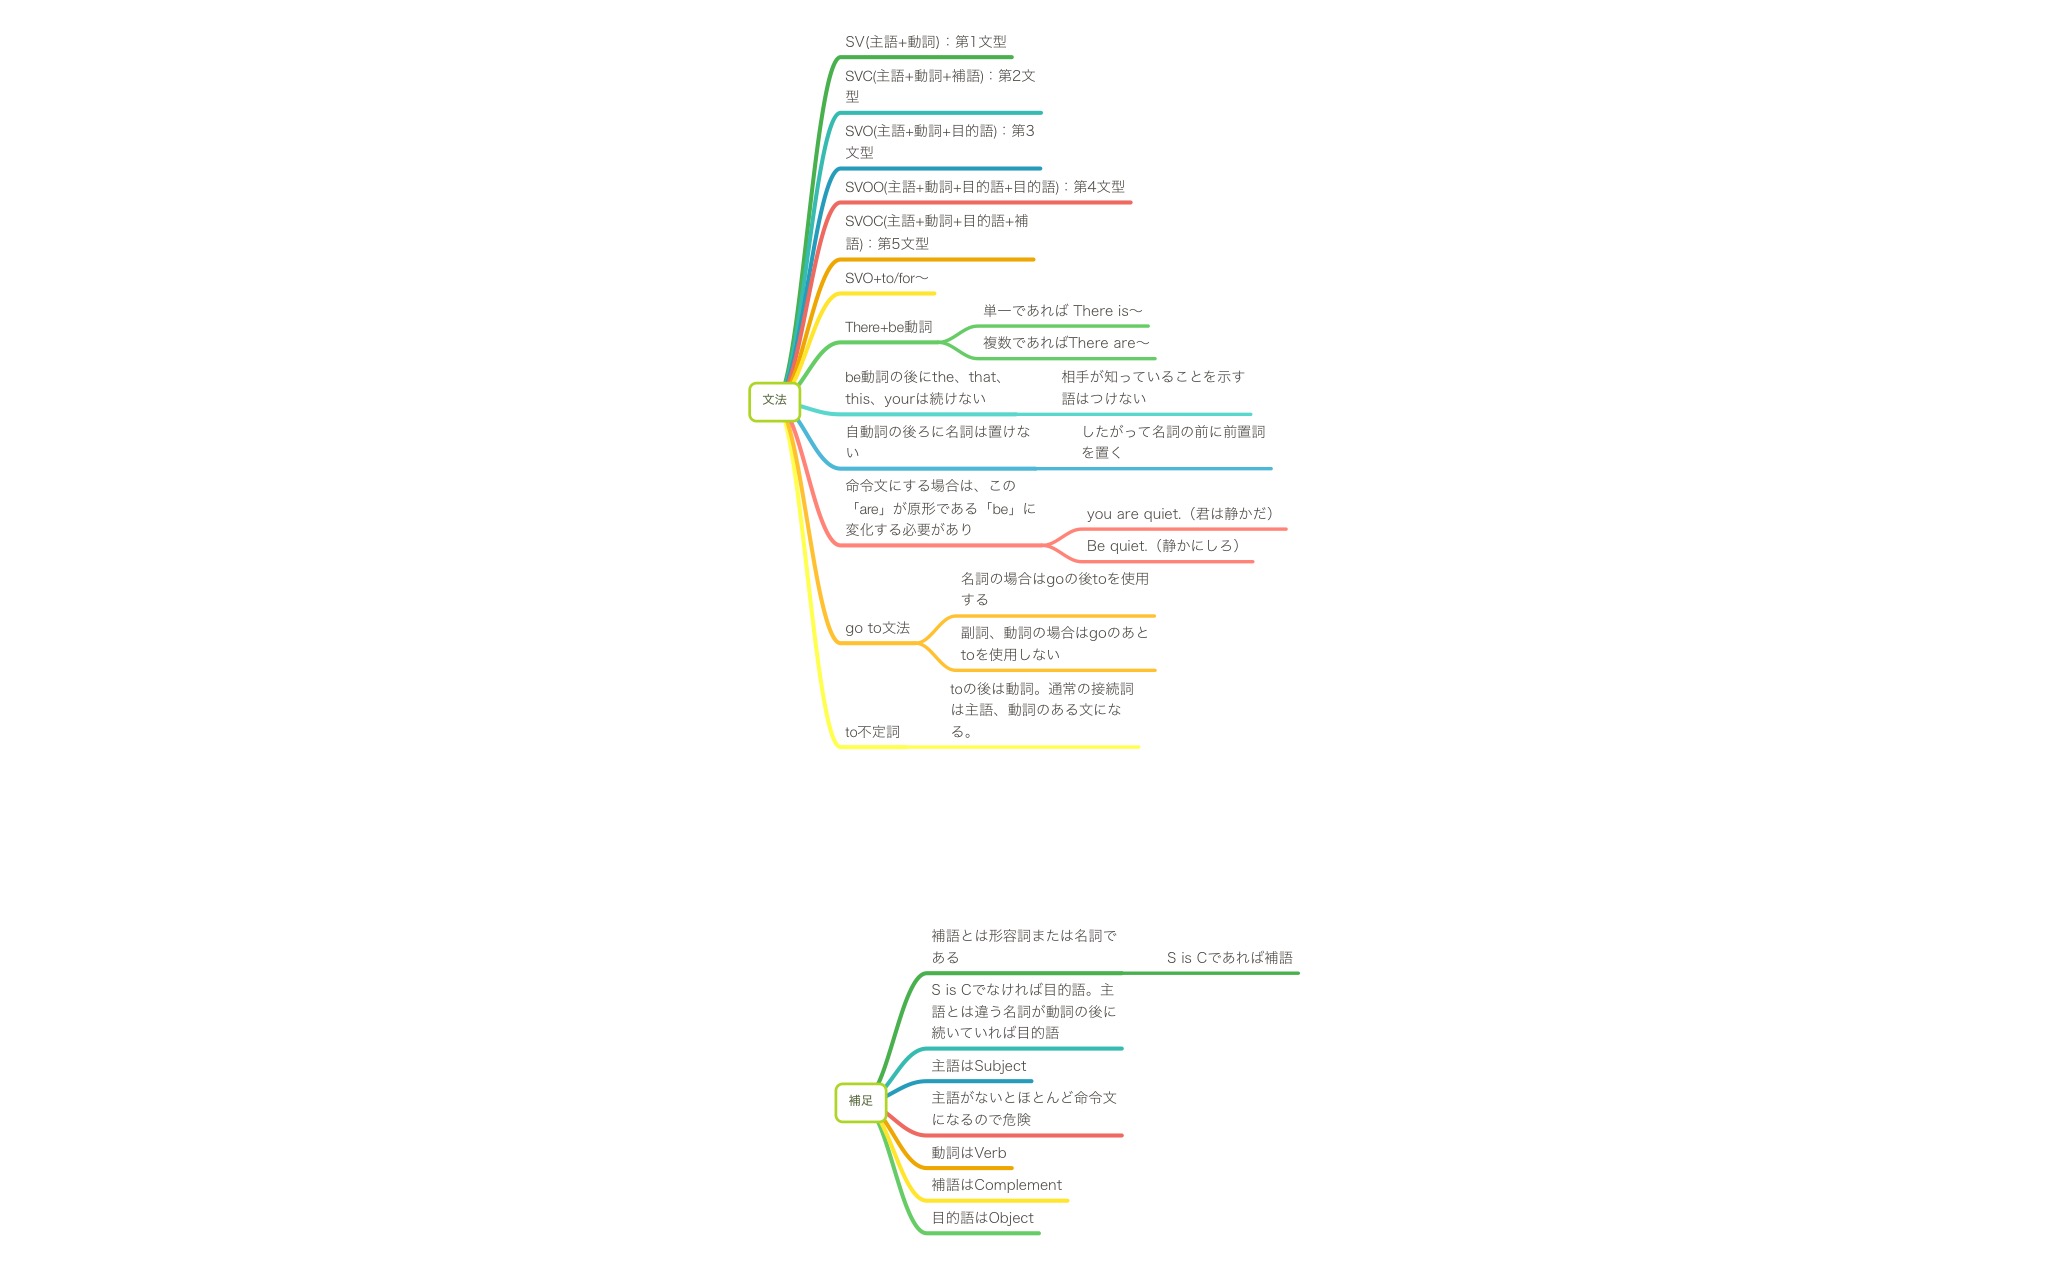 文法
SV(主語+動詞)：第1文型
SVC(主語+動詞+補語)：第2文
型
SVO(主語+動詞+目的語)：第3
文型
SVOO(主語+動詞+目的語+目的語)：第4文型
SVOC(主語+動詞+目的語+補
語)：第5文型
SVO+to/for〜
There+be動詞
単一であれば There is〜
複数であればThere are〜
be動詞の後にthe、that、
this、yourは続けない
相手が知っていることを示す
語はつけない
自動詞の後ろに名詞は置けな
い
したがって名詞の前に前置詞
を置く
命令文にする場合は、この
「are」が原形である「be」に
変化する必要があり
you are quiet.（君は静かだ）
Be quiet.（静かにしろ）
go to文法
名詞の場合はgoの後toを使用
する
副詞、動詞の場合はgoのあと
toを使用しない
to不定詞
toの後は動詞。通常の接続詞
は主語、動詞のある文にな
る。
補足
補語とは形容詞または名詞で
ある
S is Cであれば補語
S is Cでなければ目的語。主
語とは違う名詞が動詞の後に
続いていれば目的語
主語はSubject
主語がないとほとんど命令文
になるので危険
動詞はVerb
補語はComplement
目的語はObject